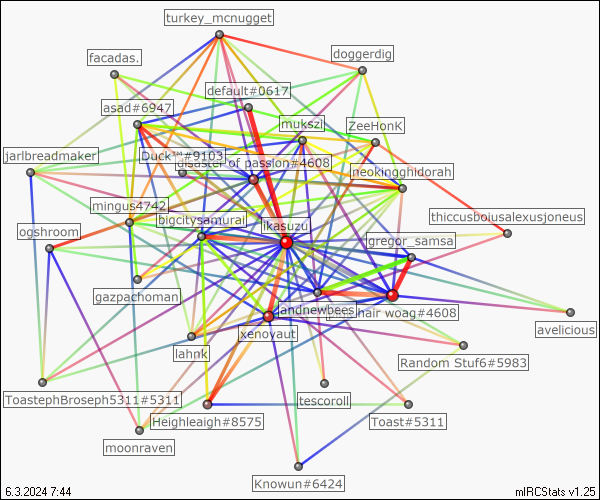 turkey_mcnugget
doggerdig
facadas.
default#0617
asad#6947
mukszi
ZeeHonK
jarlbreadmaker
Duck™#9103
disaster of passion#4608
neokingghidorah
mingus4742
bigcitysamurai
ikasuzu
thiccusboiusalexusjoneus
ogshroom
gregor_samsa
gazpachoman
landnewbees
hair woag#4608
avelicious
xenoyaut
lahnk
Random Stuf6#5983
ToastephBroseph5311#5311
tescoroll
Heighleaigh#8575
Toast#5311
moonraven
Knowun#6424
6.3.2024 7:44
mIRCStats v1.25